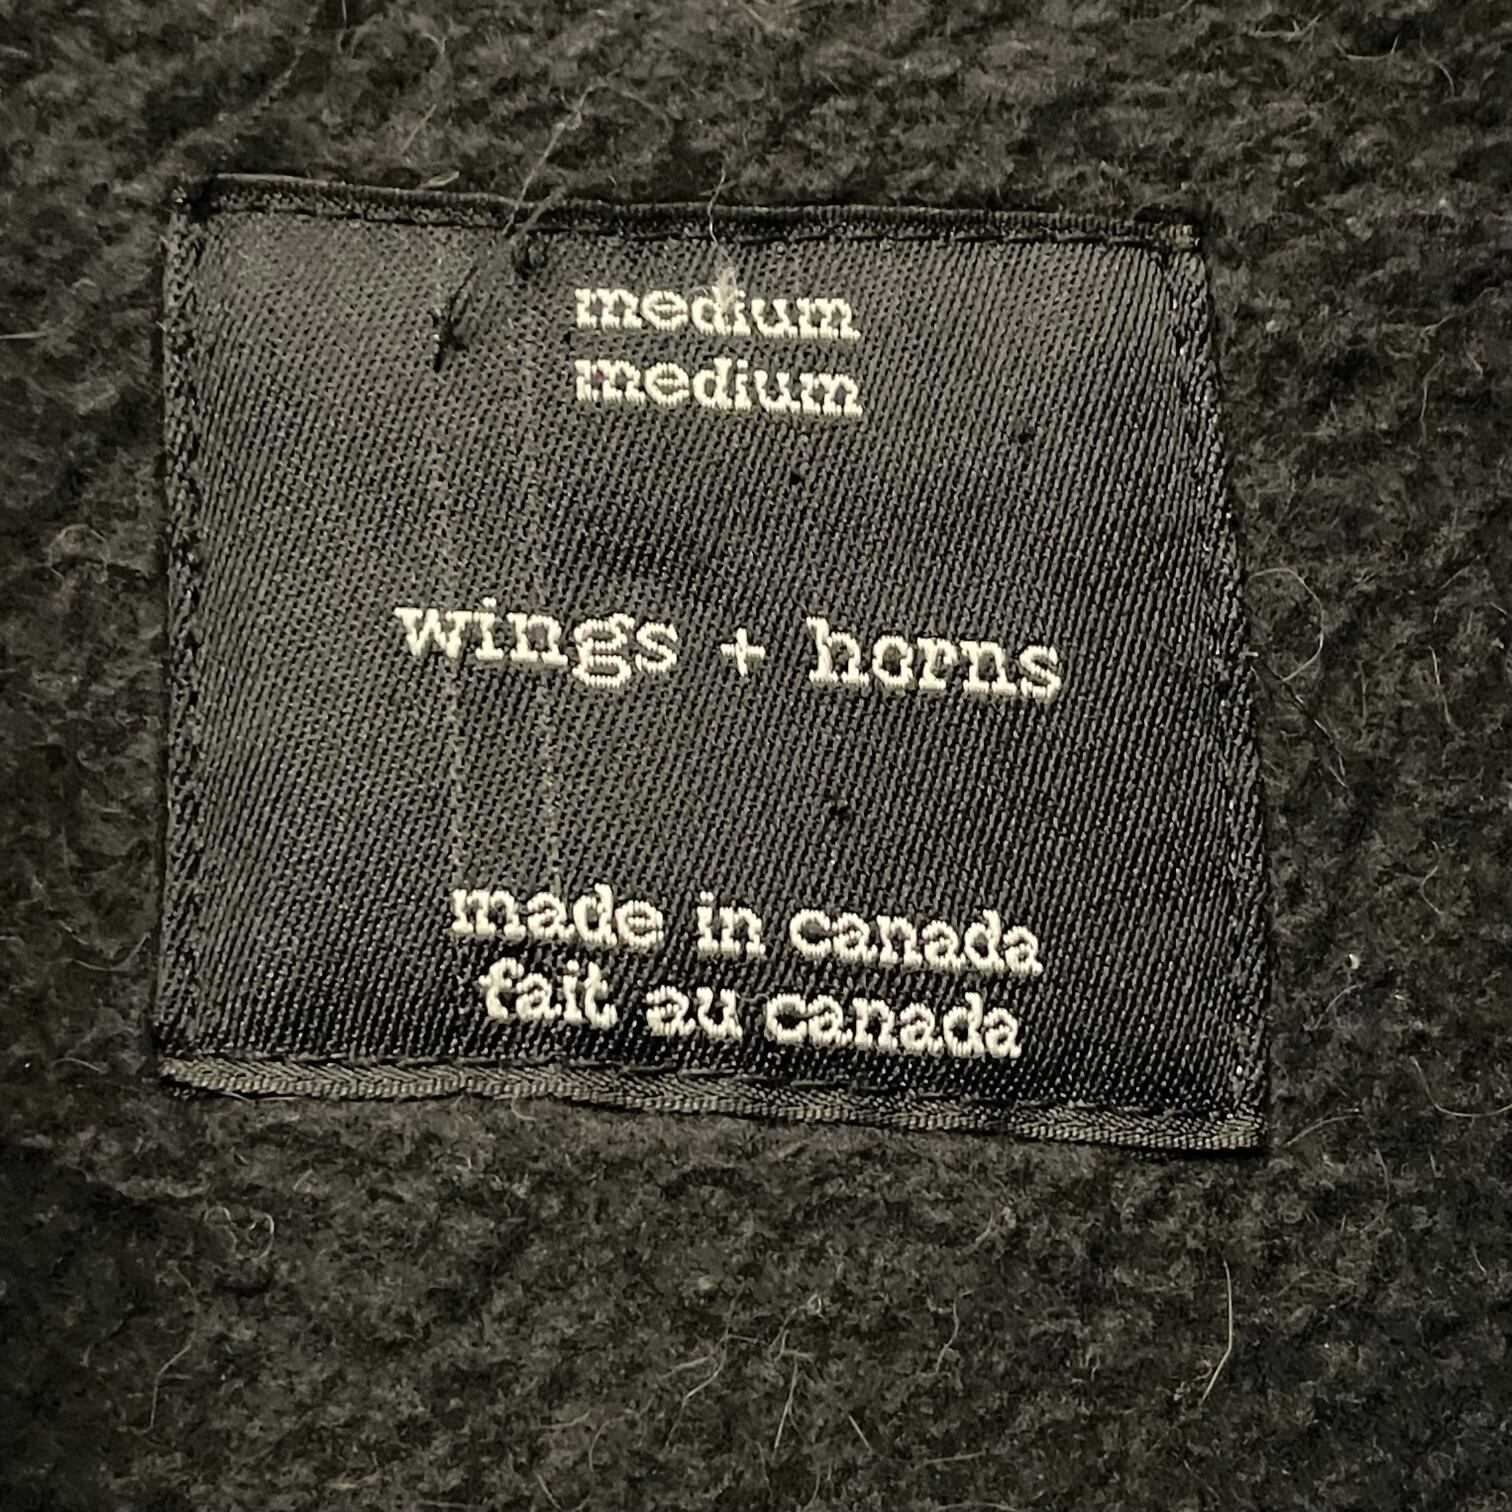 medium
medium
wings + horns
made in canada
fait au canada